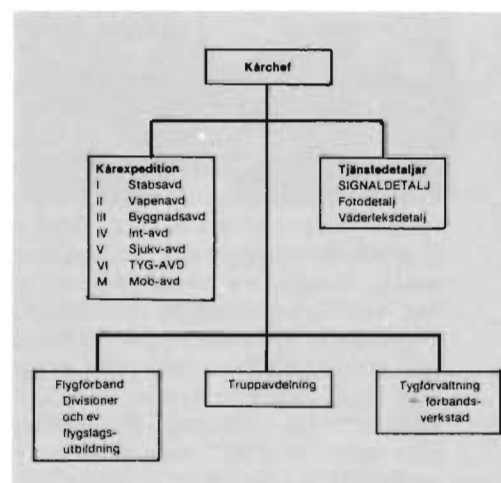 Kårchef
Kårexpedition
I Stabsavd
II Vapenavd
III Byggnadsavd
IV Int-avd
V Sjukv-avd
VI TYG-AVD
M Mob-avd
Tjänstedetaljar
SIGNALDETALJ
Fotodetalj
Väderleksdetalj
Flygförband
Divisioner
och ev
flygslags-
utbildning
Truppavdelning
Tygförvaltning
= förbands-
verkstad